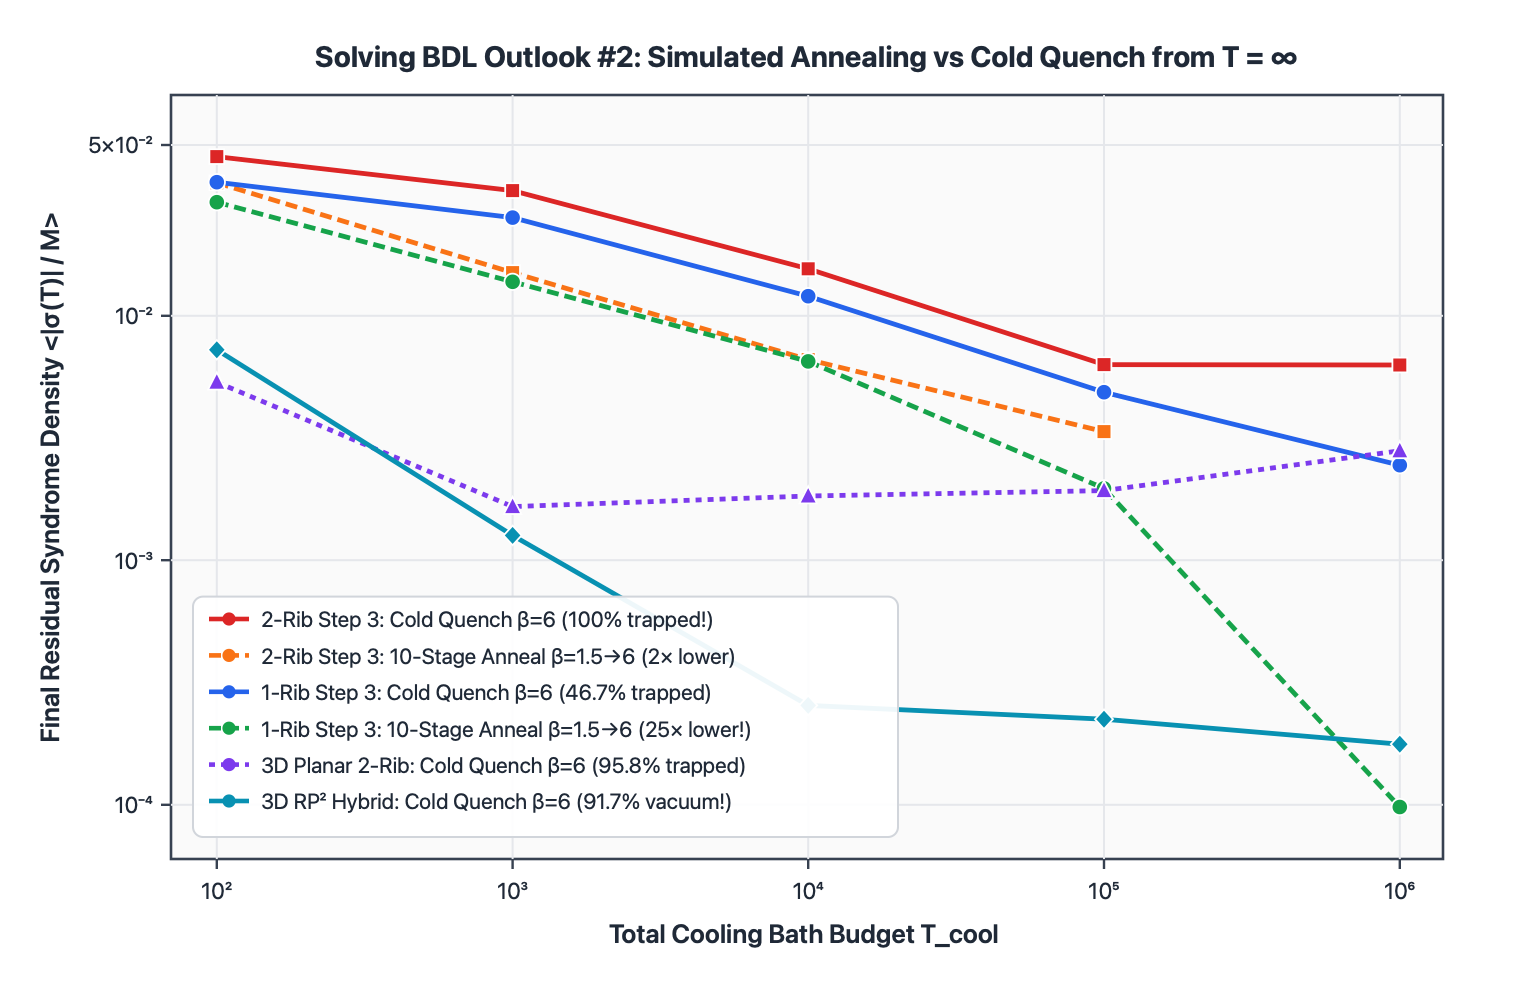 Solving BDL Outlook #2: Simulated Annealing vs Cold Quench from T = ∞
Final Residual Syndrome Density <|σ(T)| / M>
5×10⁻²
10⁻²
10⁻³
10⁻⁴
2-Rib Step 3: Cold Quench β=6 (100% trapped!)
2-Rib Step 3: 10-Stage Anneal β=1.5→6 (2× lower)
1-Rib Step 3: Cold Quench β=6 (46.7% trapped)
1-Rib Step 3: 10-Stage Anneal β=1.5→6 (25× lower!)
3D Planar 2-Rib: Cold Quench β=6 (95.8% trapped)
3D RP² Hybrid: Cold Quench β=6 (91.7% vacuum!)
10² 10³ 10⁴ 10⁵ 10⁶
Total Cooling Bath Budget T_cool